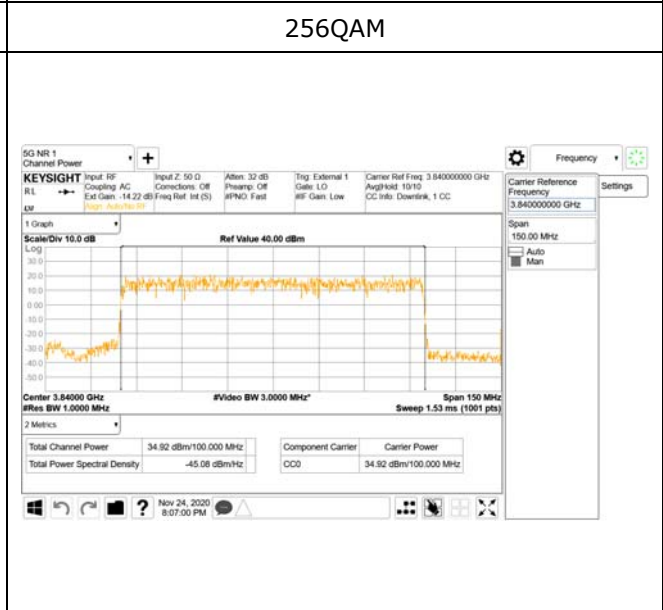 256QAM
5G NR 1
Channel Power
Frequency
KEYSIGHT Input: RF Input Z: 50 Ω Atten: 32 dB Trig: External 1 Carrier Ref Freq: 3.840000000 GHz
RL Coupling: AC Corrections: Off Preamp: Off Gate: LO Avg|Hold: 10/10
Ext Gain: -14.22 dB Freq Ref: Int (S) #PNO: Fast #IF Gain: Low CC Info: Downlink, 1 CC
Align: Auto/No RF
Carrier Reference Frequency
3.840000000 GHz
Settings
Span
150.00 MHz
Auto
Man
1 Graph
Scale/Div 10.0 dB Ref Value 40.00 dBm
Log
30.0
20.0
10.0
0.00
-10.0
-20.0
-30.0
-40.0
-50.0
Center 3.84000 GHz #Video BW 3.0000 MHz* Span 150 MHz
#Res BW 1.0000 MHz Sweep 1.53 ms (1001 pts)
2 Metrics
Total Channel Power 34.92 dBm/100.000 MHz Component Carrier Carrier Power
Total Power Spectral Density -45.08 dBm/Hz CC0 34.92 dBm/100.000 MHz
Nov 24, 2020
8:07:00 PM